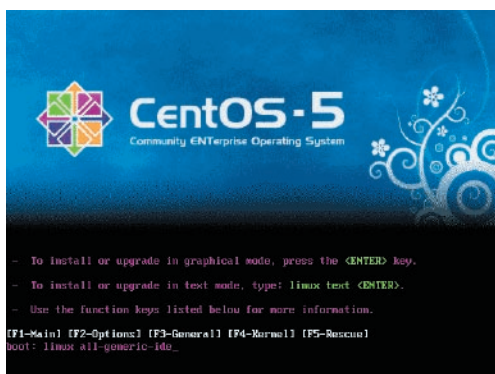 CentOS-5
Community ENTerprise Operating System
- To install or upgrade in graphical mode, press the <ENTER> key.
- To install or upgrade in text mode, type: linux text <ENTER>.
- Use the function keys listed below for more information.
[F1-Main] [F2-Options] [F3-General] [F4-Kernel] [F5-Rescue]
boot: linux all-generic-ide_